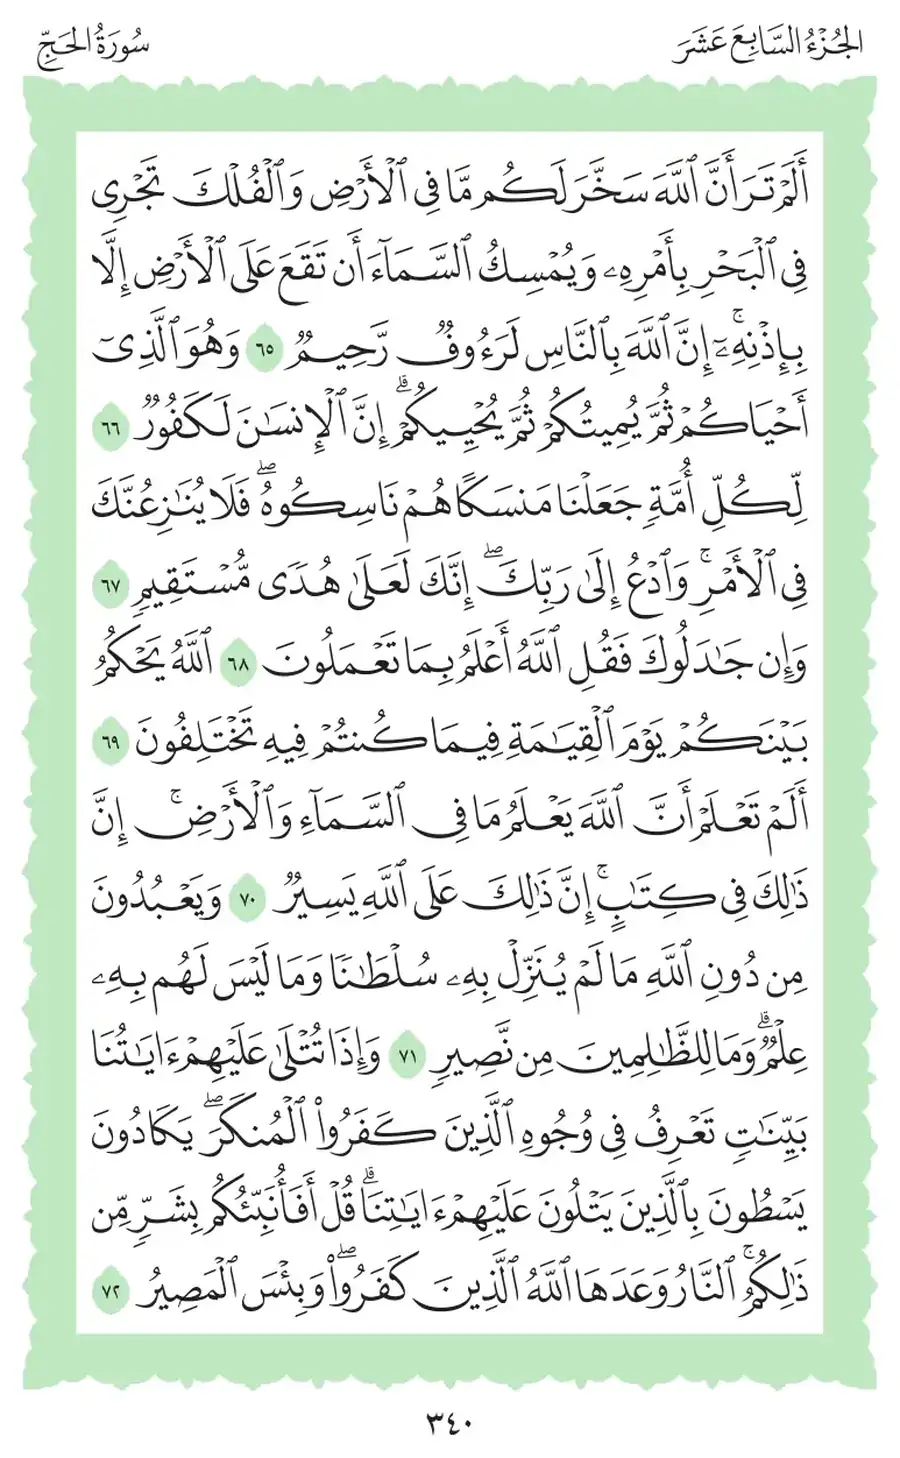 الجُزْءُ السَّابِعَ عَشَرَ
سُورَةُ الحَجِّ
أَلَمْ تَرَ أَنَّ ٱللَّهَ سَخَّرَ لَكُم مَّا فِى ٱلْأَرْضِ وَٱلْفُلْكَ تَجْرِى
فِى ٱلْبَحْرِ بِأَمْرِهِۦ وَيُمْسِكُ ٱلسَّمَآءَ أَن تَقَعَ عَلَى ٱلْأَرْضِ إِلَّا
بِإِذْنِهِۦٓ ۚ إِنَّ ٱللَّهَ بِٱلنَّاسِ لَرَءُوفٌ رَّحِيمٌ ٦٥ وَهُوَ ٱلَّذِىٓ
أَحْيَاكُمْ ثُمَّ يُمِيتُكُمْ ثُمَّ يُحْيِيكُمْ ۗ إِنَّ ٱلْإِنسَٰنَ لَكَفُورٌ ٦٦
لِّكُلِّ أُمَّةٍ جَعَلْنَا مَنسَكًا هُمْ نَاسِكُوهُ ۖ فَلَا يُنَٰزِعُنَّكَ
فِى ٱلْأَمْرِ ۚ وَٱدْعُ إِلَىٰ رَبِّكَ ۖ إِنَّكَ لَعَلَىٰ هُدًى مُّسْتَقِيمٍ ٦٧
وَإِن جَٰدَلُوكَ فَقُلِ ٱللَّهُ أَعْلَمُ بِمَا تَعْمَلُونَ ٦٨ ٱللَّهُ يَحْكُمُ
بَيْنَكُمْ يَوْمَ ٱلْقِيَٰمَةِ فِيمَا كُنتُمْ فِيهِ تَخْتَلِفُونَ ٦٩
أَلَمْ تَعْلَمْ أَنَّ ٱللَّهَ يَعْلَمُ مَا فِى ٱلسَّمَآءِ وَٱلْأَرْضِ ۚ إِنَّ
ذَٰلِكَ فِى كِتَٰبٍ ۚ إِنَّ ذَٰلِكَ عَلَى ٱللَّهِ يَسِيرٌ ٧٠ وَيَعْبُدُونَ
مِن دُونِ ٱللَّهِ مَا لَمْ يُنَزِّلْ بِهِۦ سُلْطَٰنًا وَمَا لَيْسَ لَهُم بِهِۦ
عِلْمٌ ۗ وَمَا لِلظَّٰلِمِينَ مِن نَّصِيرٍ ٧١ وَإِذَا تُتْلَىٰ عَلَيْهِمْ ءَايَٰتُنَا
بَيِّنَٰتٍ تَعْرِفُ فِى وُجُوهِ ٱلَّذِينَ كَفَرُوا۟ ٱلْمُنكَرَ ۖ يَكَادُونَ
يَسْطُونَ بِٱلَّذِينَ يَتْلُونَ عَلَيْهِمْ ءَايَٰتِنَا ۗ قُلْ أَفَأُنَبِّئُكُم بِشَرٍّ مِّن
ذَٰلِكُمُ ۚ ٱلنَّارُ وَعَدَهَا ٱللَّهُ ٱلَّذِينَ كَفَرُوا۟ ۖ وَبِئْسَ ٱلْمَصِيرُ ٧٢
٣٤٠